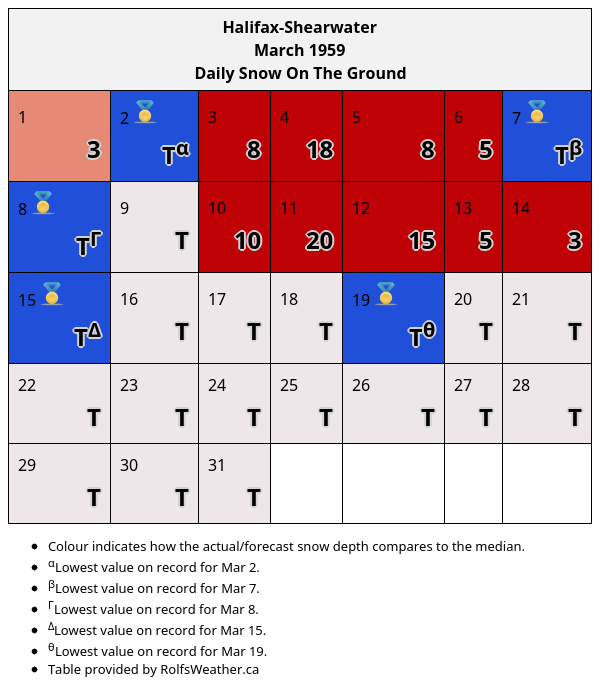 Halifax-Shearwater
March 1959
Daily Snow On The Ground
1 2 3 4 5 6 7
3 Tα 8 18 8 5 Tβ
8 9 10 11 12 13 14
TΓ T 10 20 15 5 3
15 16 17 18 19 20 21
TΔ T T T Tθ T T
22 23 24 25 26 27 28
T T T T T T T
29 30 31
T T T
• Colour indicates how the actual/forecast snow depth compares to the median.
• αLowest value on record for Mar 2.
• βLowest value on record for Mar 7.
• ΓLowest value on record for Mar 8.
• ΔLowest value on record for Mar 15.
• θLowest value on record for Mar 19.
• Table provided by RolfsWeather.ca